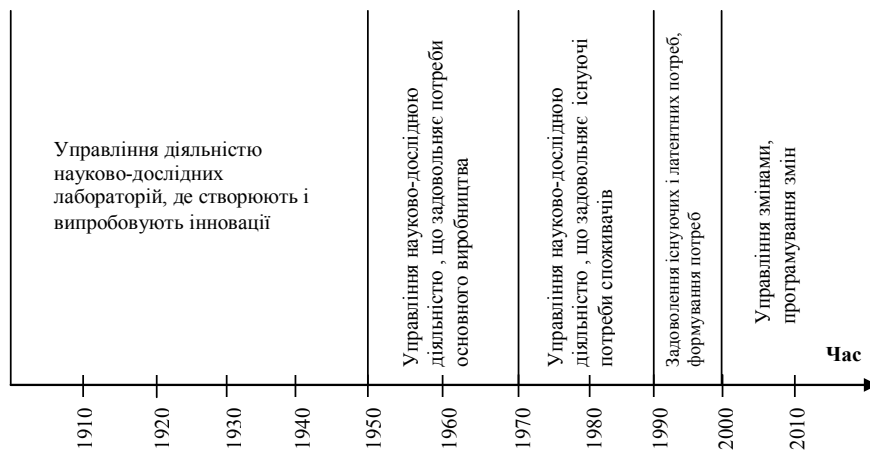 Управління діяльністю
науково-дослідних
лабораторій, де створюють і
випробовують інновації
Управління науково-дослідною
діяльністю , що задовольняє потреби
основного виробництва
Управління науково-дослідною
діяльністю , що задовольняє існуючі
потреби споживачів
Задоволення існуючих і латентних потреб,
формування потреб
Управління змінами,
програмування змін
Час
1910
1920
1930
1940
1950
1960
1970
1980
1990
2000
2010